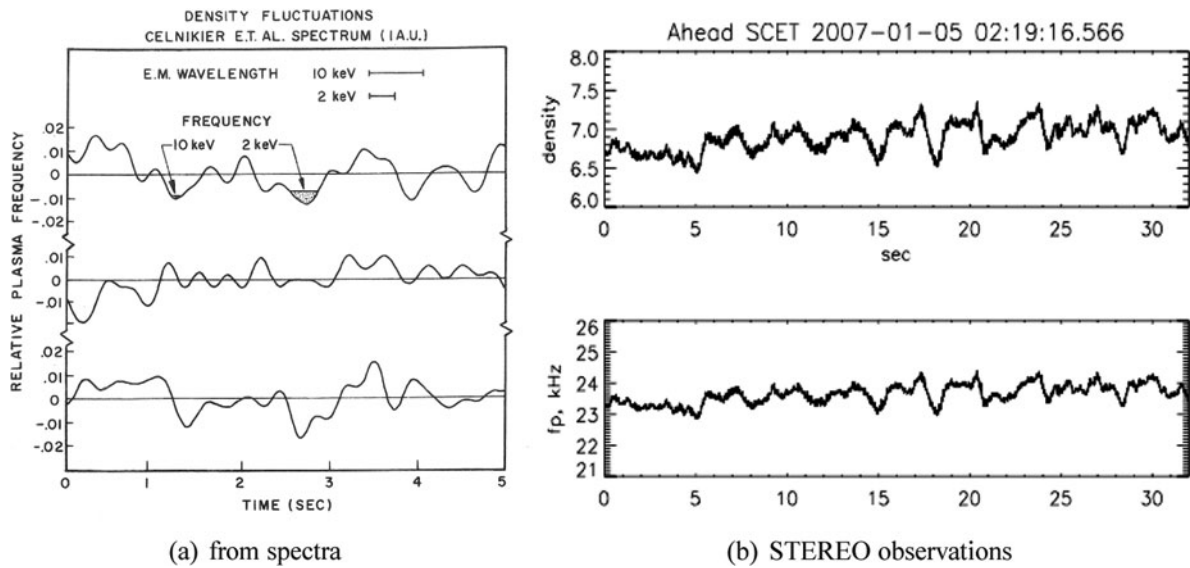 DENSITY FLUCTUATIONS
CELNIKIER E.T. AL. SPECTRUM (1 A.U.)
E.M. WAVELENGTH
10 keV
2 keV
FREQUENCY
10 keV
2 keV
RELATIVE PLASMA FREQUENCY
.02
.01
0
-.01
-.02
.01
0
-.01
.02
.01
0
-.01
-.02
0 1 2 3 4 5
TIME (SEC)
(a) from spectra
Ahead SCET 2007-01-05 02:19:16.566
density
8.0
7.5
7.0
6.5
6.0
0 5 10 15 20 25 30
sec
fp, kHz
26
25
24
23
22
21
0 5 10 15 20 25 30
(b) STEREO observations